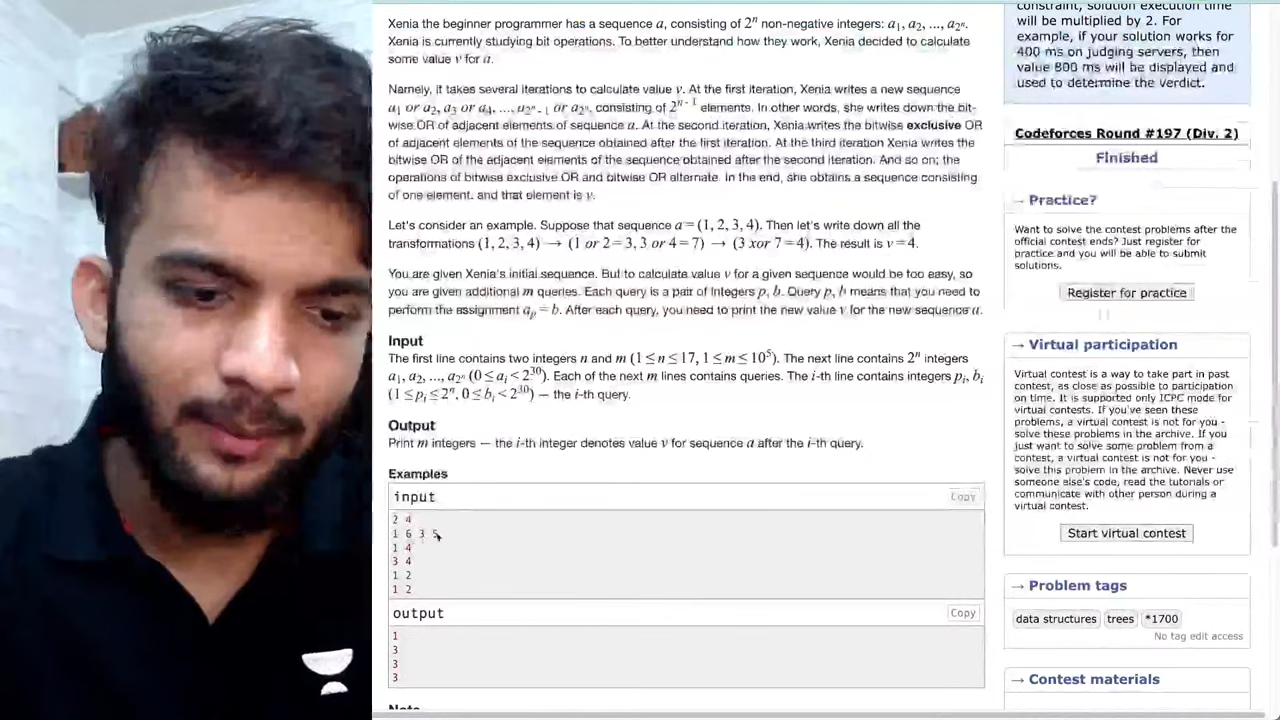 Xenia the beginner programmer has a sequence a, consisting of 2^n non-negative integers: a1, a2, ..., a2^n.
Xenia is currently studying bit operations. To better understand how they work, Xenia decided to calculate
some value v for a.
Namely, it takes several iterations to calculate value v. At the first iteration, Xenia writes a new sequence
a1 or a2, a3 or a4, ..., a2^n - 1 or a2^n, consisting of 2^n - 1 elements. In other words, she writes down the bit-
wise OR of adjacent elements of sequence a. At the second iteration, Xenia writes the bitwise exclusive OR
of adjacent elements of the sequence obtained after the first iteration. At the third iteration Xenia writes the
bitwise OR of the adjacent elements of the sequence obtained after the second iteration. And so on; the
operations of bitwise exclusive OR and bitwise OR alternate. In the end, she obtains a sequence consisting
of one element, and that element is v.
Let's consider an example. Suppose that sequence a = (1, 2, 3, 4). Then let's write down all the
transformations (1, 2, 3, 4) → (1 or 2 = 3, 3 or 4 = 7) → (3 xor 7 = 4). The result is v = 4.
You are given Xenia's initial sequence. But to calculate value v for a given sequence would be too easy, so
you are given additional m queries. Each query is a pair of integers p, b. Query p, b means that you need to
perform the assignment ap = b. After each query, you need to print the new value v for the new sequence a.
Input
The first line contains two integers n and m (1 ≤ n ≤ 17, 1 ≤ m ≤ 10^5). The next line contains 2^n integers
a1, a2, ..., a2^n (0 ≤ ai < 2^30). Each of the next m lines contains queries. The i-th line contains integers pi, bi
(1 ≤ pi ≤ 2^n, 0 ≤ bi < 2^30) — the i-th query.
Output
Print m integers — the i-th integer denotes value v for sequence a after the i-th query.
Examples
input
Copy
2 4
1 6 3 5
1 4
3 4
1 2
1 2
output
Copy
1
3
3
3
constraint, solution execution time
will be multiplied by 2. For
example, if your solution works for
400 ms on judging servers, then
value 800 ms will be displayed and
used to determine the verdict.
Codeforces Round #197 (Div. 2)
Finished
→ Practice?
Want to solve the contest problems after the
official contest ends? Just register for
practice and you will be able to submit
solutions.
Register for practice
→ Virtual participation
Virtual contest is a way to take part in past
contest, as close as possible to participation
on time. It is supported only ICPC mode for
virtual contests. If you've seen these
problems, a virtual contest is not for you -
solve these problems in the archive. If you
just want to solve some problem from a
contest, a virtual contest is not for you -
solve this problem in the archive. Never use
someone else's code, read the tutorials or
communicate with other person during a
virtual contest.
Start virtual contest
→ Problem tags
data structures trees *1700
No tag edit access
→ Contest materials